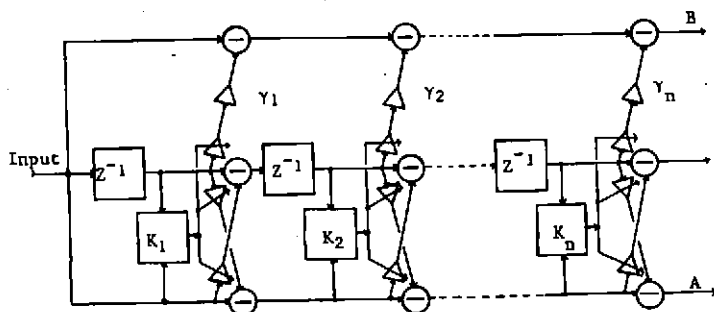 B
γ1 γ2 γn
Input Z⁻¹ Z⁻¹ Z⁻¹
K1 K2 Kn
A